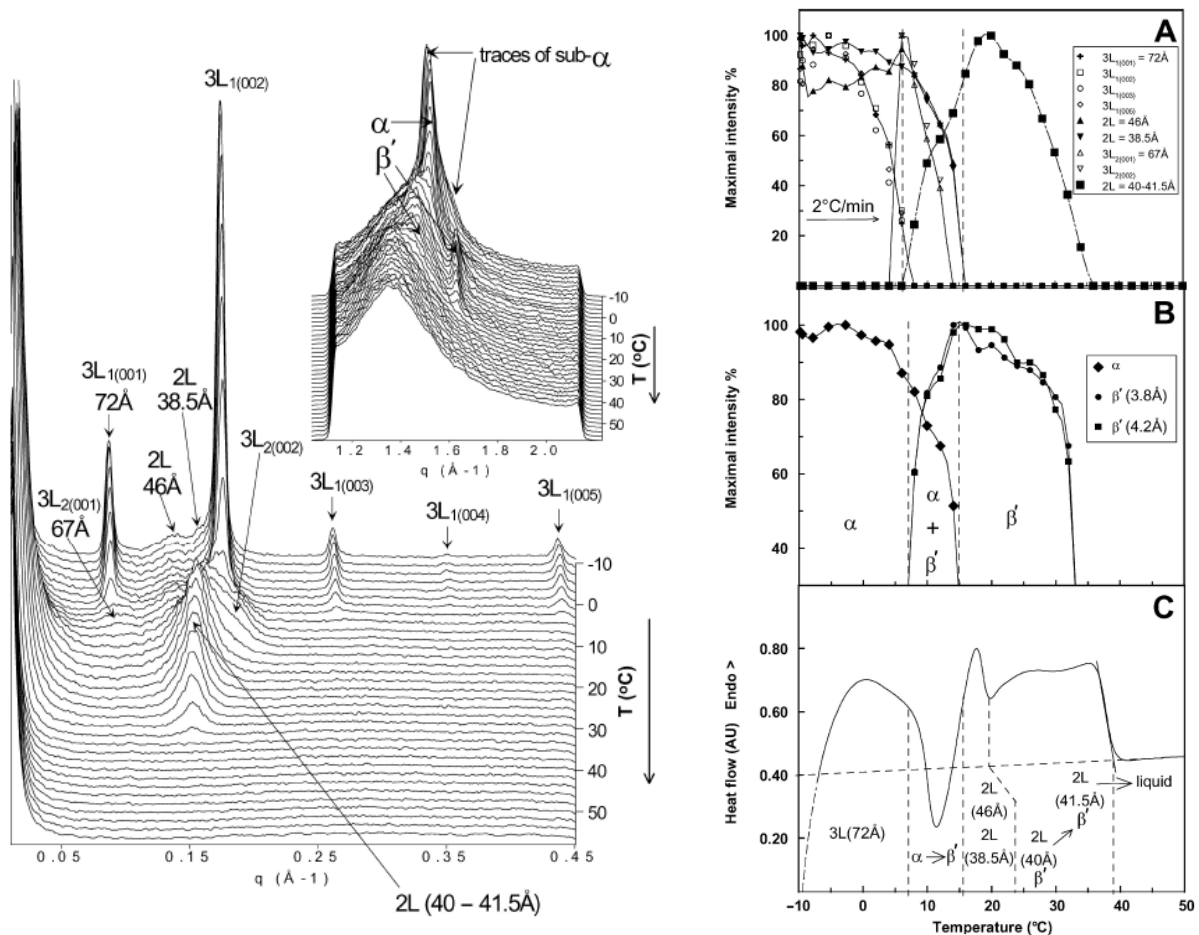 3L1(002)
3L1(001)
72Å
2L
38.5Å
2L
46Å
3L2(001)
67Å
3L2(002)
3L1(003)
3L1(004)
3L1(005)
-10
0
10
20
30
40
50
T (ºC)
0.05
0.15
0.25
0.35
0.45
q (Å-1)
2L (40 – 41.5Å)
traces of sub-α
α
β′
-10
0
10
20
30
40
50
T (ºC)
1.2
1.4
1.6
1.8
2.0
q (Å-1)
A
Maximal intensity %
100
80
60
40
20
2°C/min
3L1(001) = 72Å
3L1(002)
3L1(003)
3L1(005)
2L = 46Å
2L = 38.5Å
3L2(001) = 67Å
3L2(002)
2L = 40-41.5Å
B
Maximal intensity %
100
80
60
40
α
β′ (3.8Å)
β′ (4.2Å)
α
α
+
β′
β′
C
Heat flow (AU) Endo >
0.80
0.60
0.40
0.20
3L(72Å)
α → β′
2L
(46Å)
2L
(38.5Å)
2L
(40Å)
β′
2L
(41.5Å)
β′
liquid
-10
0
10
20
30
40
50
Temperature (°C)